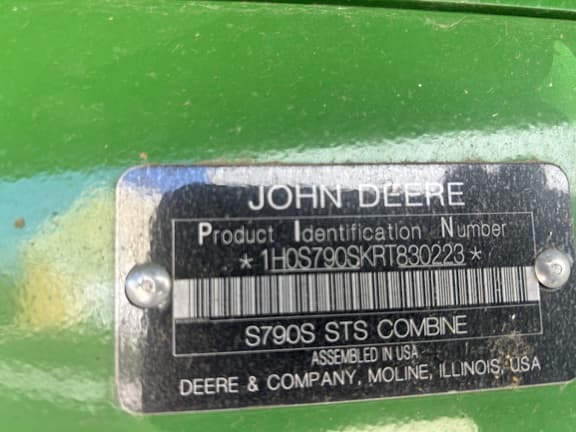 JOHN DEERE
Product Identification Number
*1H0S790SKRT830223*
S790S STS COMBINE
ASSEMBLED IN USA
DEERE & COMPANY, MOLINE, ILLINOIS, USA